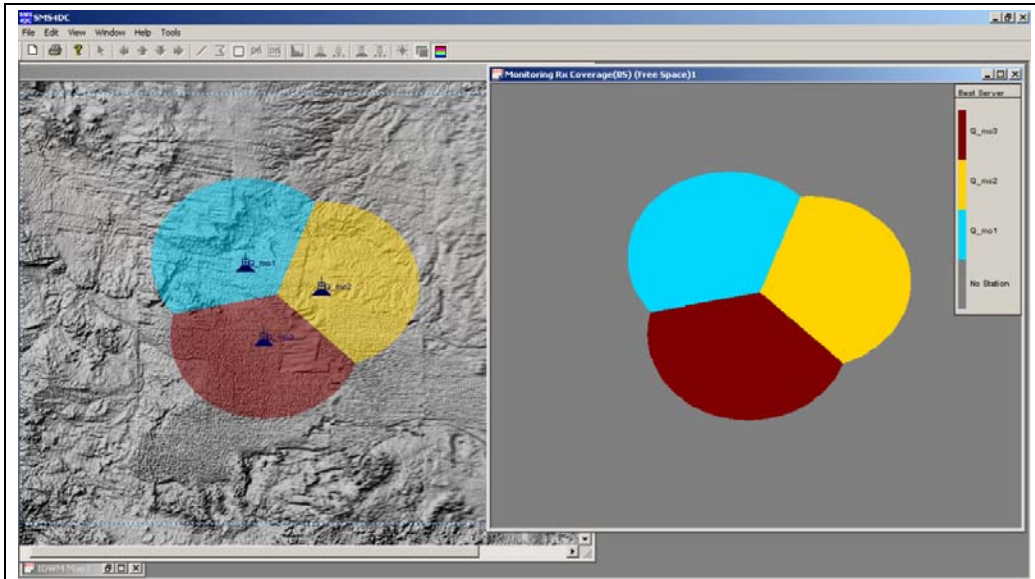 SMS4DC
File Edit View Window Help Tools
Monitoring Rx Coverage(BS) (Free Space)1
Best Server
Q_mo3
Q_mo2
Q_mo1
No Station
Q_mo1
Q_mo2
Q_mo3
IDWM Map1